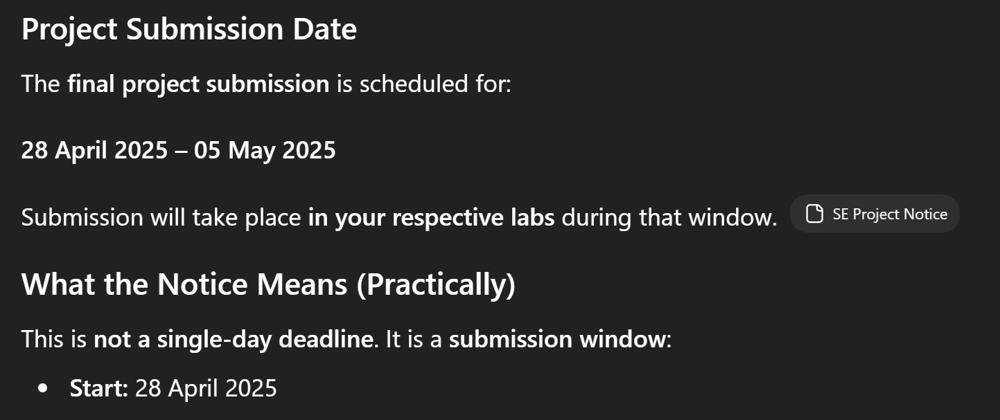 Project Submission Date
The final project submission is scheduled for:
28 April 2025 – 05 May 2025
Submission will take place in your respective labs during that window. SE Project Notice
What the Notice Means (Practically)
This is not a single-day deadline. It is a submission window:
• Start: 28 April 2025